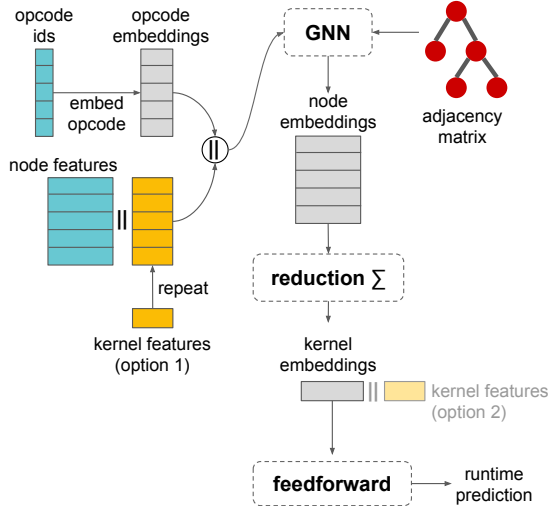 opcode
ids
opcode
embeddings
embed
opcode
||
node features
||
repeat
kernel features
(option 1)
GNN
adjacency
matrix
node
embeddings
reduction ∑
kernel
embeddings
||
kernel features
(option 2)
feedforward
runtime
prediction